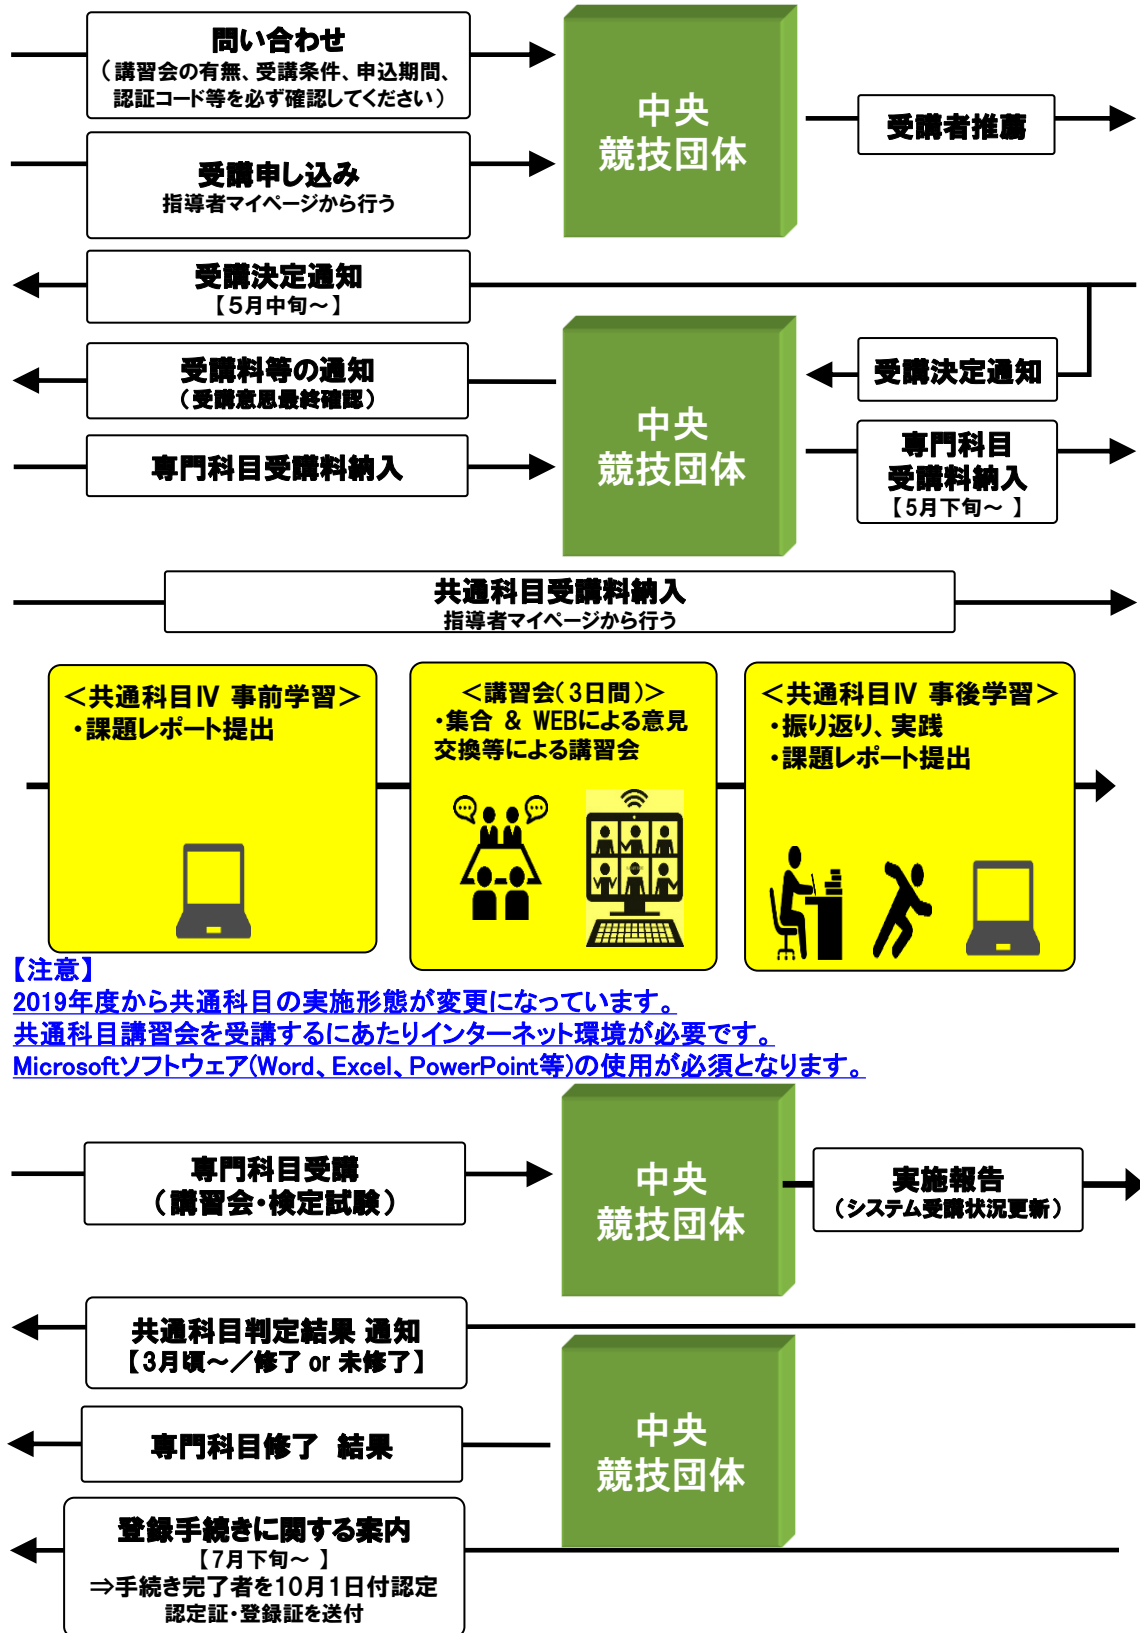 問い合わせ
（講習会の有無、受講条件、申込期間、
認証コード等を必ず確認してください）
中央
競技団体
受講者推薦
受講申し込み
指導者マイページから行う
受講決定通知
【5月中旬～】
受講料等の通知
（受講意思最終確認）
中央
競技団体
受講決定通知
専門科目受講料納入
専門科目
受講料納入
【5月下旬～ 】
共通科目受講料納入
指導者マイページから行う
＜共通科目Ⅳ 事前学習＞
・課題レポート提出
＜講習会（3日間）＞
・集合 & WEBによる意見
交換等による講習会
＜共通科目Ⅳ 事後学習＞
・振り返り、実践
・課題レポート提出
【注意】
2019年度から共通科目の実施形態が変更になっています。
共通科目講習会を受講するにあたりインターネット環境が必要です。
Microsoftソフトウェア(Word、Excel、PowerPoint等)の使用が必須となります。
専門科目受講
（講習会・検定試験）
中央
競技団体
実施報告
（システム受講状況更新）
共通科目判定結果 通知
【3月頃～／修了 or 未修了】
専門科目修了 結果
中央
競技団体
登録手続きに関する案内
【7月下旬～ 】
⇒手続き完了者を10月1日付認定
認定証・登録証を送付